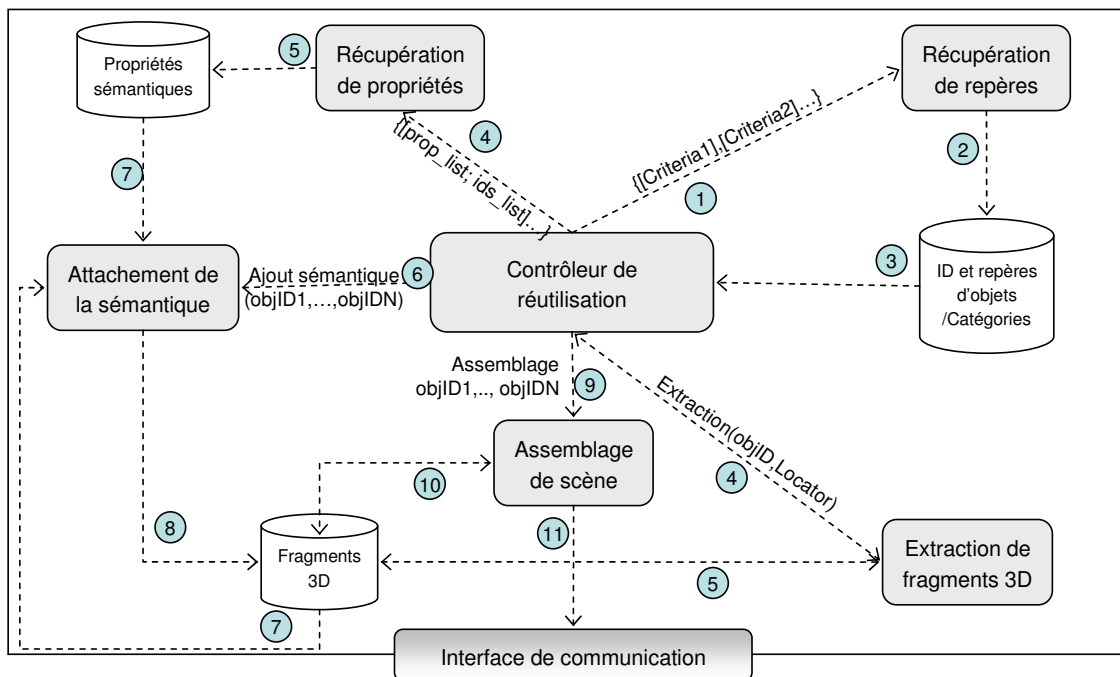 Propriétés
sémantiques
5
Récupération
de propriétés
Récupération
de repères
4
{[prop_list, ids_list]…}
{[Criteria1],[Criteria2]…}
1
2
7
Attachement de
la sémantique
Ajout sémantique
(objID1,…,objIDN)
6
Contrôleur de
réutilisation
3
ID et repères
d'objets
/Catégories
Assemblage
objID1,.., objIDN
9
Extraction(objID,Locator)
4
Assemblage
de scène
10
8
11
Fragments
3D
5
Extraction de
fragments 3D
7
Interface de communication